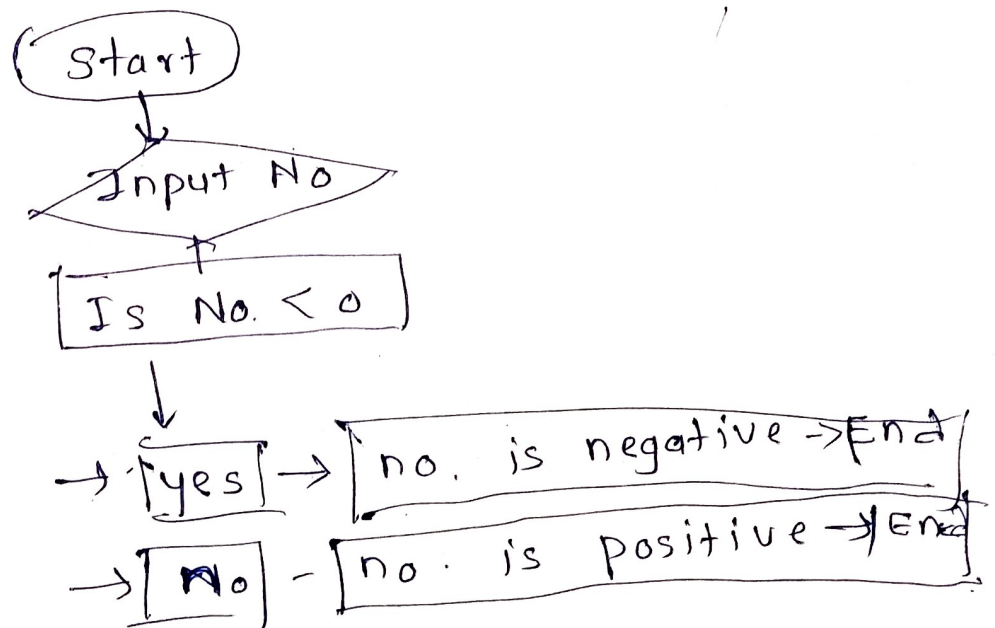 Start
Input No
Is No. < 0
→ yes → no. is negative → End
→ No - no. is positive → End